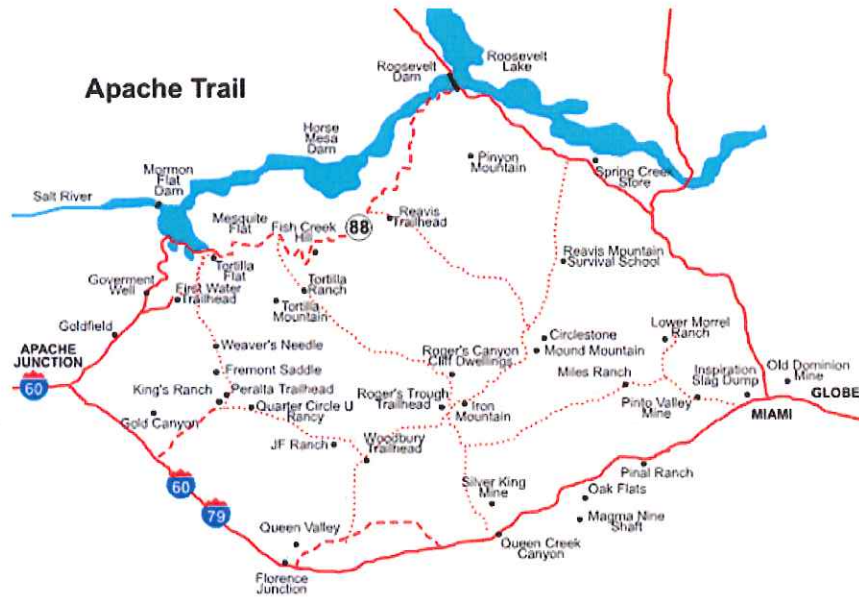 Apache Trail
Roosevelt
Dam
Roosevelt
Lake
Horse
Mesa
Dam
Mormon
Flat
Dam
Salt River
Pinyon
Mountain
Spring Creek
Store
Mesquite
Flat
Fish Creek
Hill
88
Reavis
Trailhead
Tortilla
Flat
Reavis Mountain
Survival School
Goverment
Well
First Water
Trailhead
Tortilla
Ranch
Tortilla
Mountain
Goldfield
Weaver's Needle
Circlestone
Mound Mountain
Lower Morrel
Ranch
APACHE
JUNCTION
60
Fremont Saddle
Roger's Canyon
Cliff Dwellings
Miles Ranch
Inspiration
Slag Dump
Old Dominion
Mine
King's Ranch
Peralta Trailhead
Roger's Trough
Trailhead
Iron
Mountain
Pinto Valley
Mine
GLOBE
MIAMI
Gold Canyon
Quarter Circle U
Rancy
JF Ranch
Woodbury
Trailhead
Pinal Ranch
60
79
Silver King
Mine
Oak Flats
Magma Nine
Shaft
Queen Valley
Queen Creek
Canyon
Florence
Junction